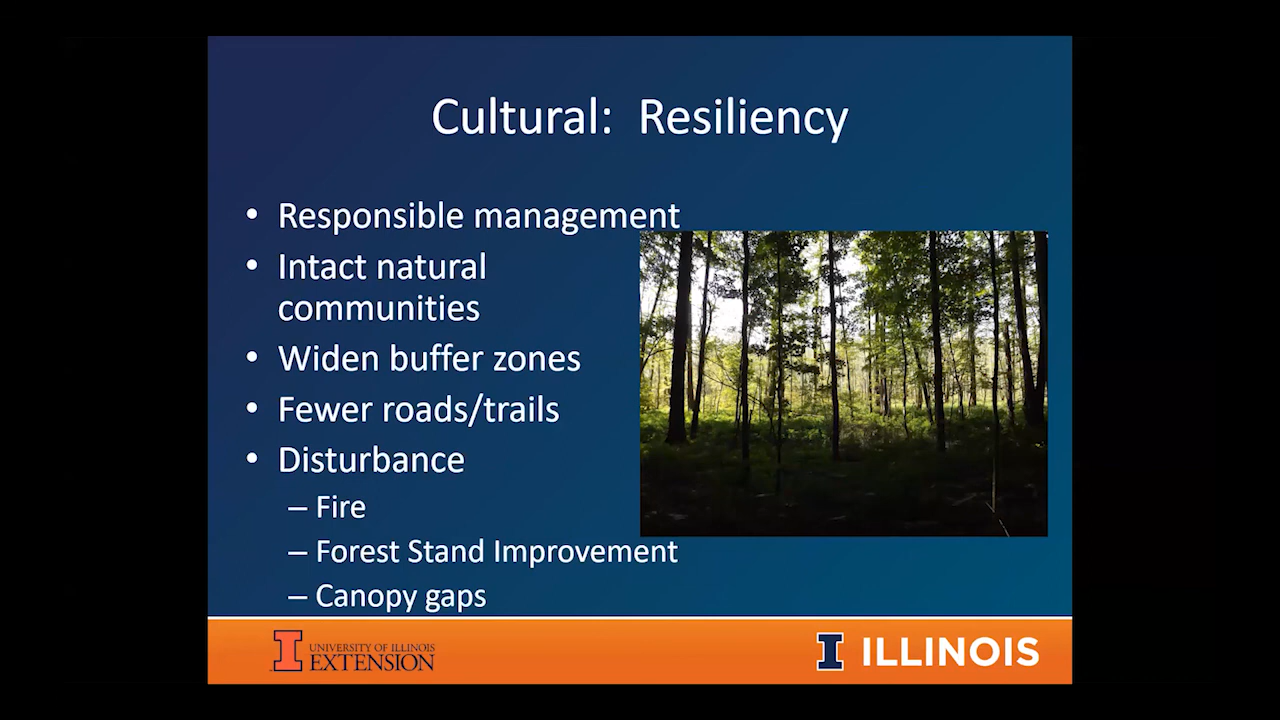 Cultural: Resiliency
• Responsible management
• Intact natural
communities
• Widen buffer zones
• Fewer roads/trails
• Disturbance
– Fire
– Forest Stand Improvement
– Canopy gaps
UNIVERSITY OF ILLINOIS
EXTENSION
ILLINOIS